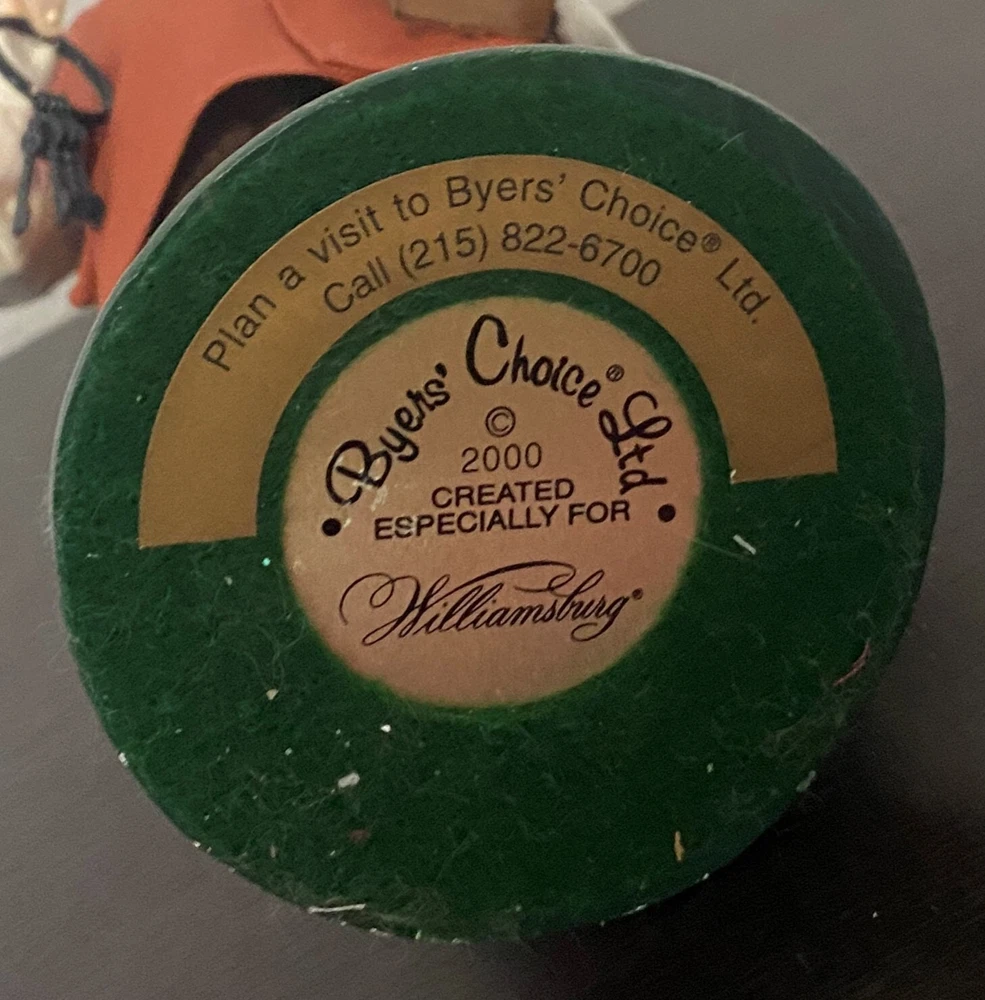 Plan a visit to Byers' Choice® Ltd.
Call (215) 822-6700
Byers' Choice® Ltd
©
2000
CREATED
• ESPECIALLY FOR •
Williamsburg®